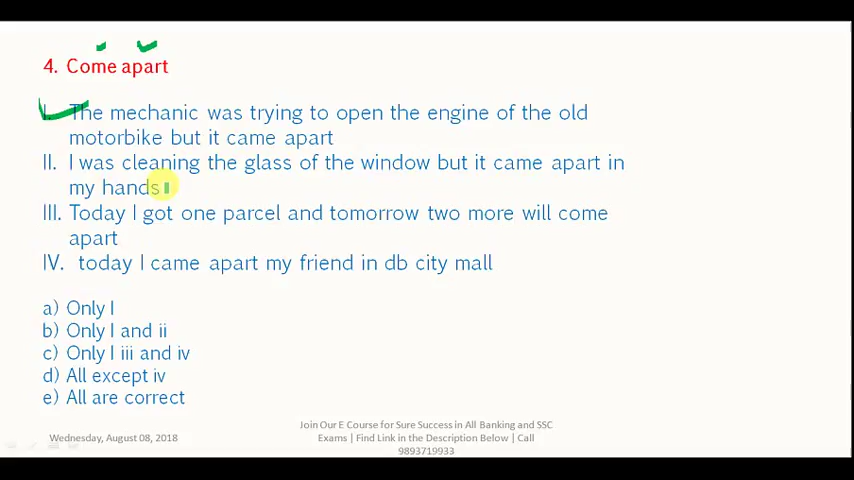 4. Come apart
I. The mechanic was trying to open the engine of the old
motorbike but it came apart
II. I was cleaning the glass of the window but it came apart in
my hands
III. Today I got one parcel and tomorrow two more will come
apart
IV. today I came apart my friend in db city mall
a) Only I
b) Only I and ii
c) Only I iii and iv
d) All except iv
e) All are correct
Wednesday, August 08, 2018
Join Our E Course for Sure Success in All Banking and SSC
Exams | Find Link in the Description Below | Call
9893719933